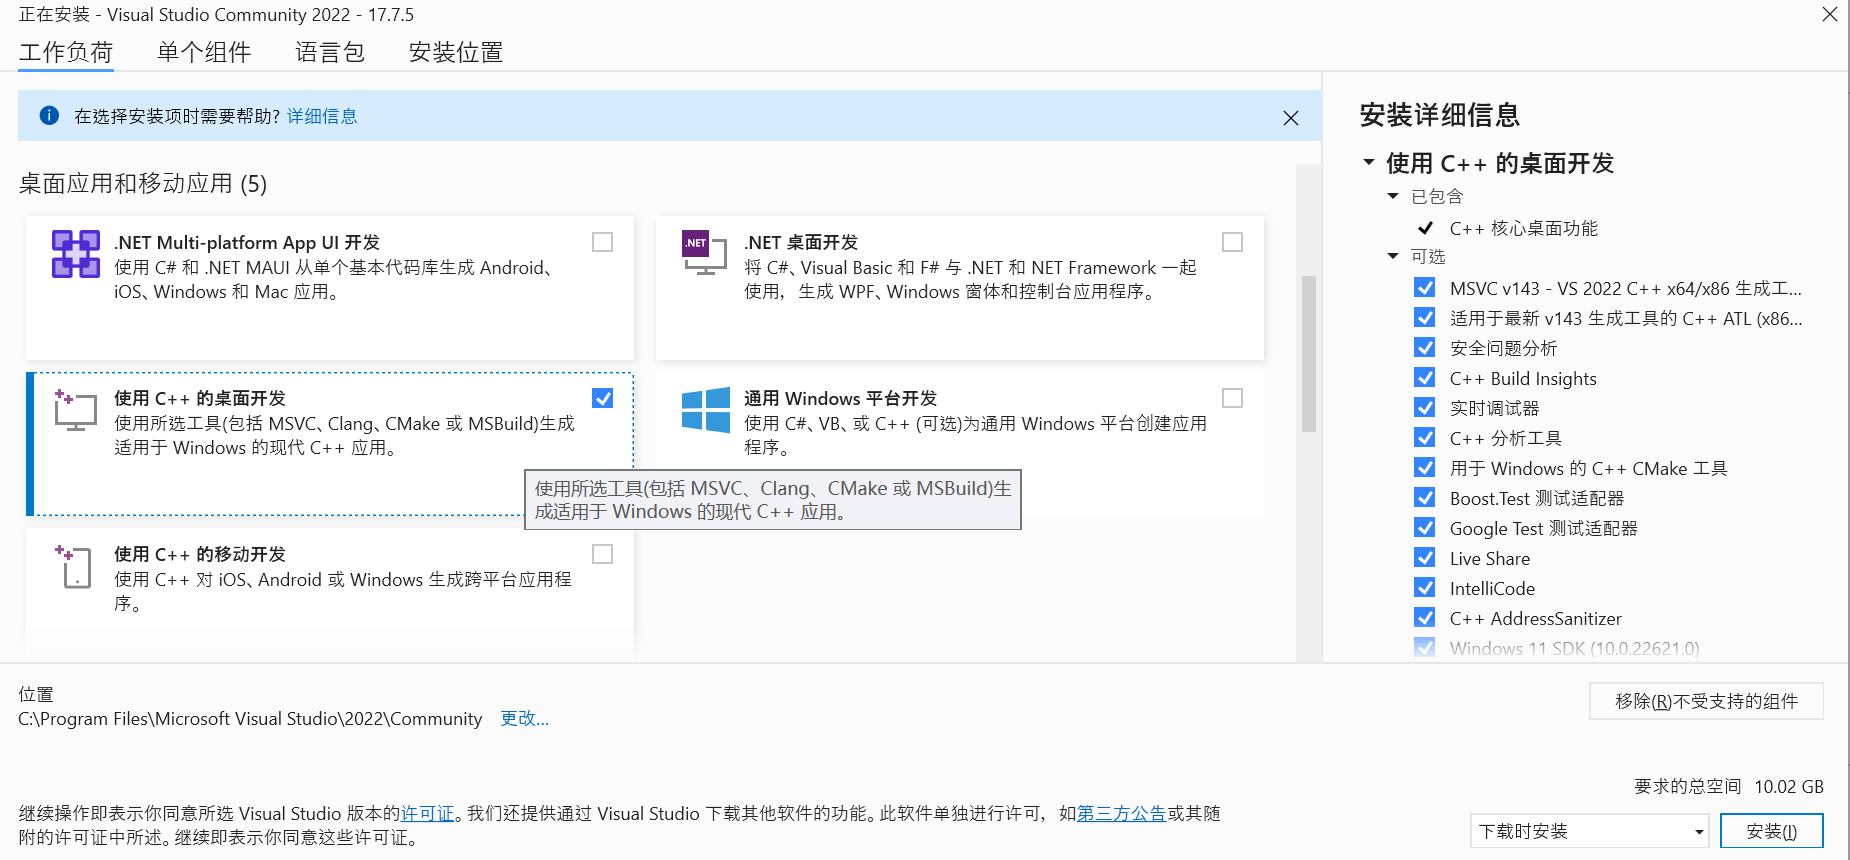 正在安装 - Visual Studio Community 2022 - 17.7.5
工作负荷 单个组件 语言包 安装位置
在选择安装项时需要帮助? 详细信息
桌面应用和移动应用 (5)
.NET Multi-platform App UI 开发
使用 C# 和 .NET MAUI 从单个基本代码库生成 Android、
iOS、Windows 和 Mac 应用。
.NET
.NET 桌面开发
将 C#、Visual Basic 和 F# 与 .NET 和 NET Framework 一起
使用，生成 WPF、Windows 窗体和控制台应用程序。
使用 C++ 的桌面开发
使用所选工具(包括 MSVC、Clang、CMake 或 MSBuild)生成
适用于 Windows 的现代 C++ 应用。
通用 Windows 平台开发
使用 C#、VB、或 C++ (可选)为通用 Windows 平台创建应用
程序。
使用所选工具(包括 MSVC、Clang、CMake 或 MSBuild)生
成适用于 Windows 的现代 C++ 应用。
使用 C++ 的移动开发
使用 C++ 对 iOS、Android 或 Windows 生成跨平台应用程
序。
安装详细信息
使用 C++ 的桌面开发
已包含
C++ 核心桌面功能
可选
MSVC v143 - VS 2022 C++ x64/x86 生成工...
适用于最新 v143 生成工具的 C++ ATL (x86...
安全问题分析
C++ Build Insights
实时调试器
C++ 分析工具
用于 Windows 的 C++ CMake 工具
Boost.Test 测试适配器
Google Test 测试适配器
Live Share
IntelliCode
C++ AddressSanitizer
Windows 11 SDK (10.0.22621.0)
位置
C:\Program Files\Microsoft Visual Studio\2022\Community 更改...
移除(R)不受支持的组件
要求的总空间 10.02 GB
继续操作即表示你同意所选 Visual Studio 版本的许可证。我们还提供通过 Visual Studio 下载其他软件的功能。此软件单独进行许可，如第三方公告或其随
附的许可证中所述。继续即表示你同意这些许可证。
下载时安装 安装(I)